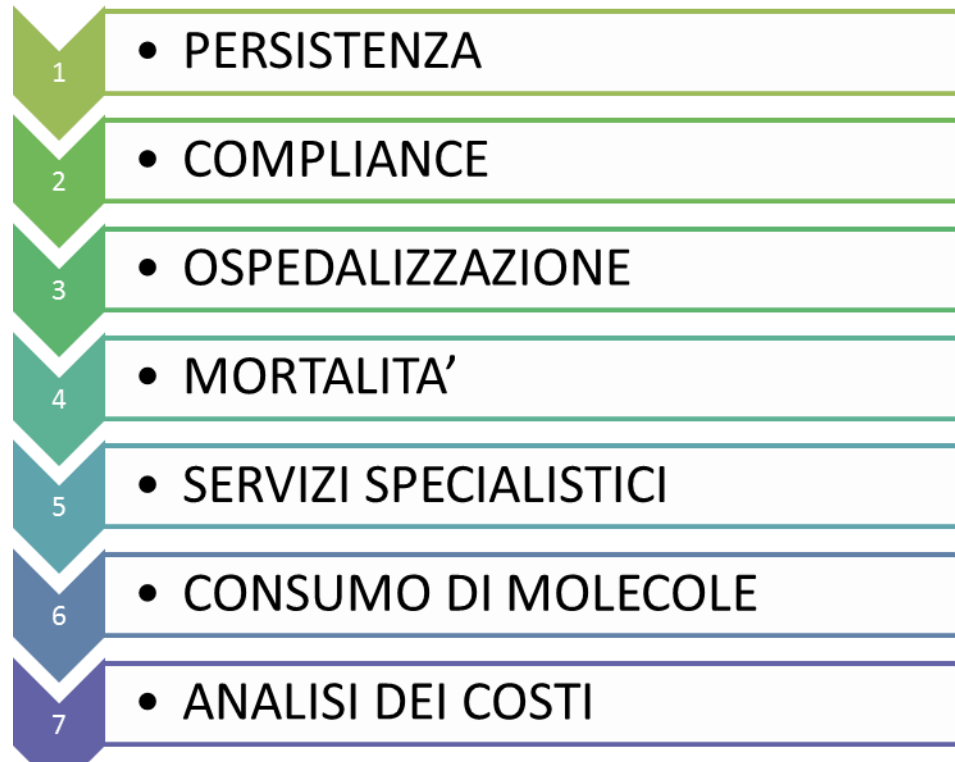 1 • PERSISTENZA
2 • COMPLIANCE
3 • OSPEDALIZZAZIONE
4 • MORTALITA’
5 • SERVIZI SPECIALISTICI
6 • CONSUMO DI MOLECOLE
7 • ANALISI DEI COSTI